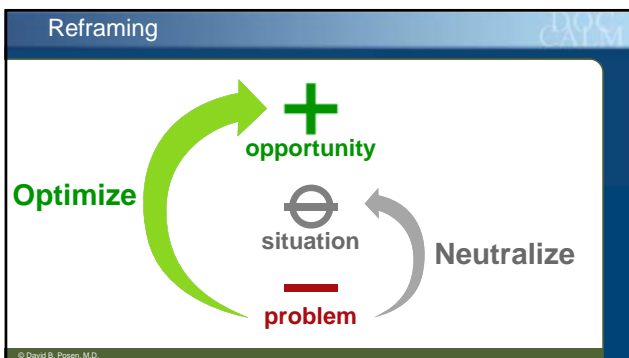 Reframing
DOC
CALM
opportunity
Optimize
situation
Neutralize
problem
© David B. Posen, M.D.